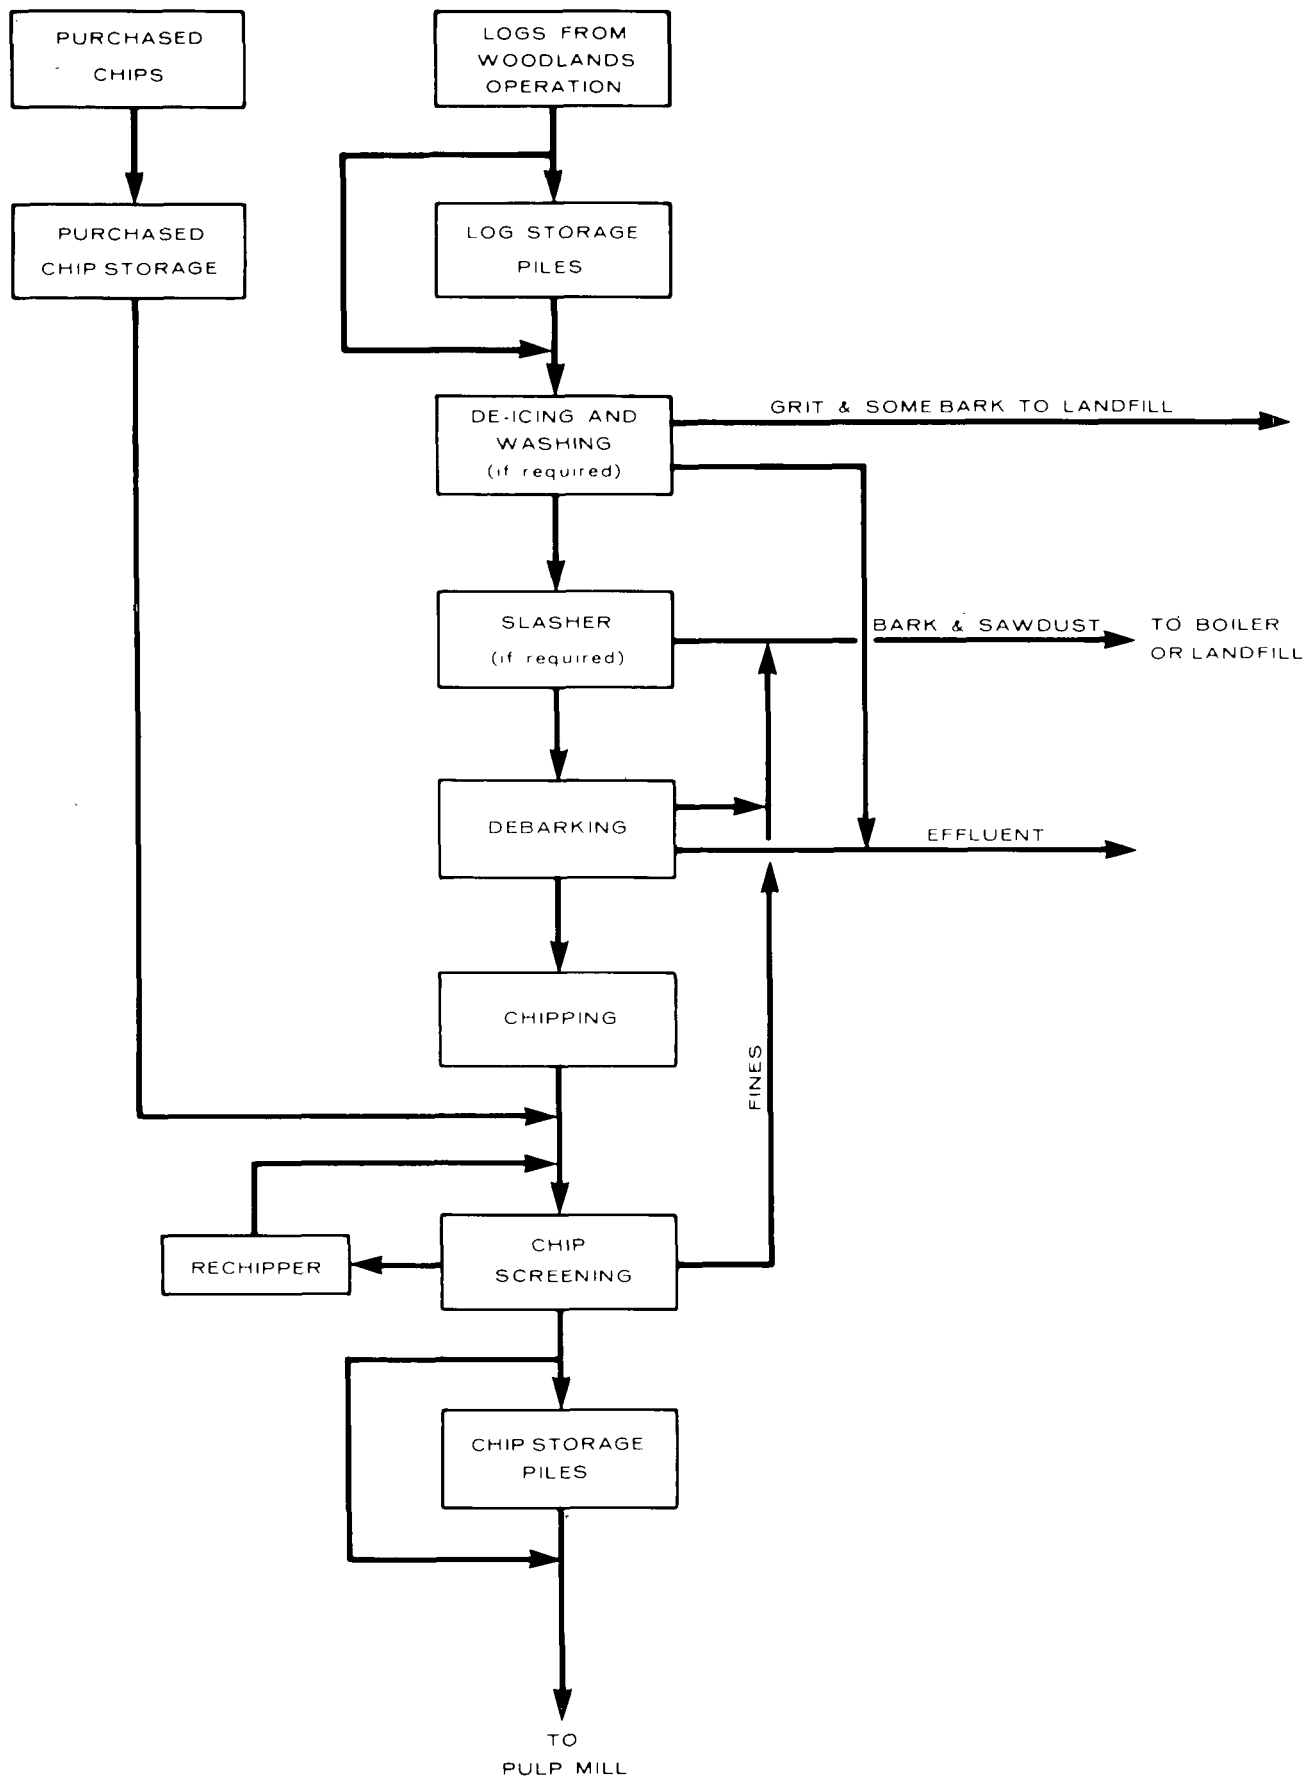 PURCHASED
CHIPS
LOGS FROM
WOODLANDS
OPERATION
PURCHASED
CHIP STORAGE
LOG STORAGE
PILES
DE-ICING AND
WASHING
(if required)
GRIT & SOME BARK TO LANDFILL
SLASHER
(if required)
BARK & SAWDUST
TO BOILER
OR LANDFILL
DEBARKING
EFFLUENT
CHIPPING
FINES
RECHIPPER
CHIP
SCREENING
CHIP STORAGE
PILES
TO
PULP MILL